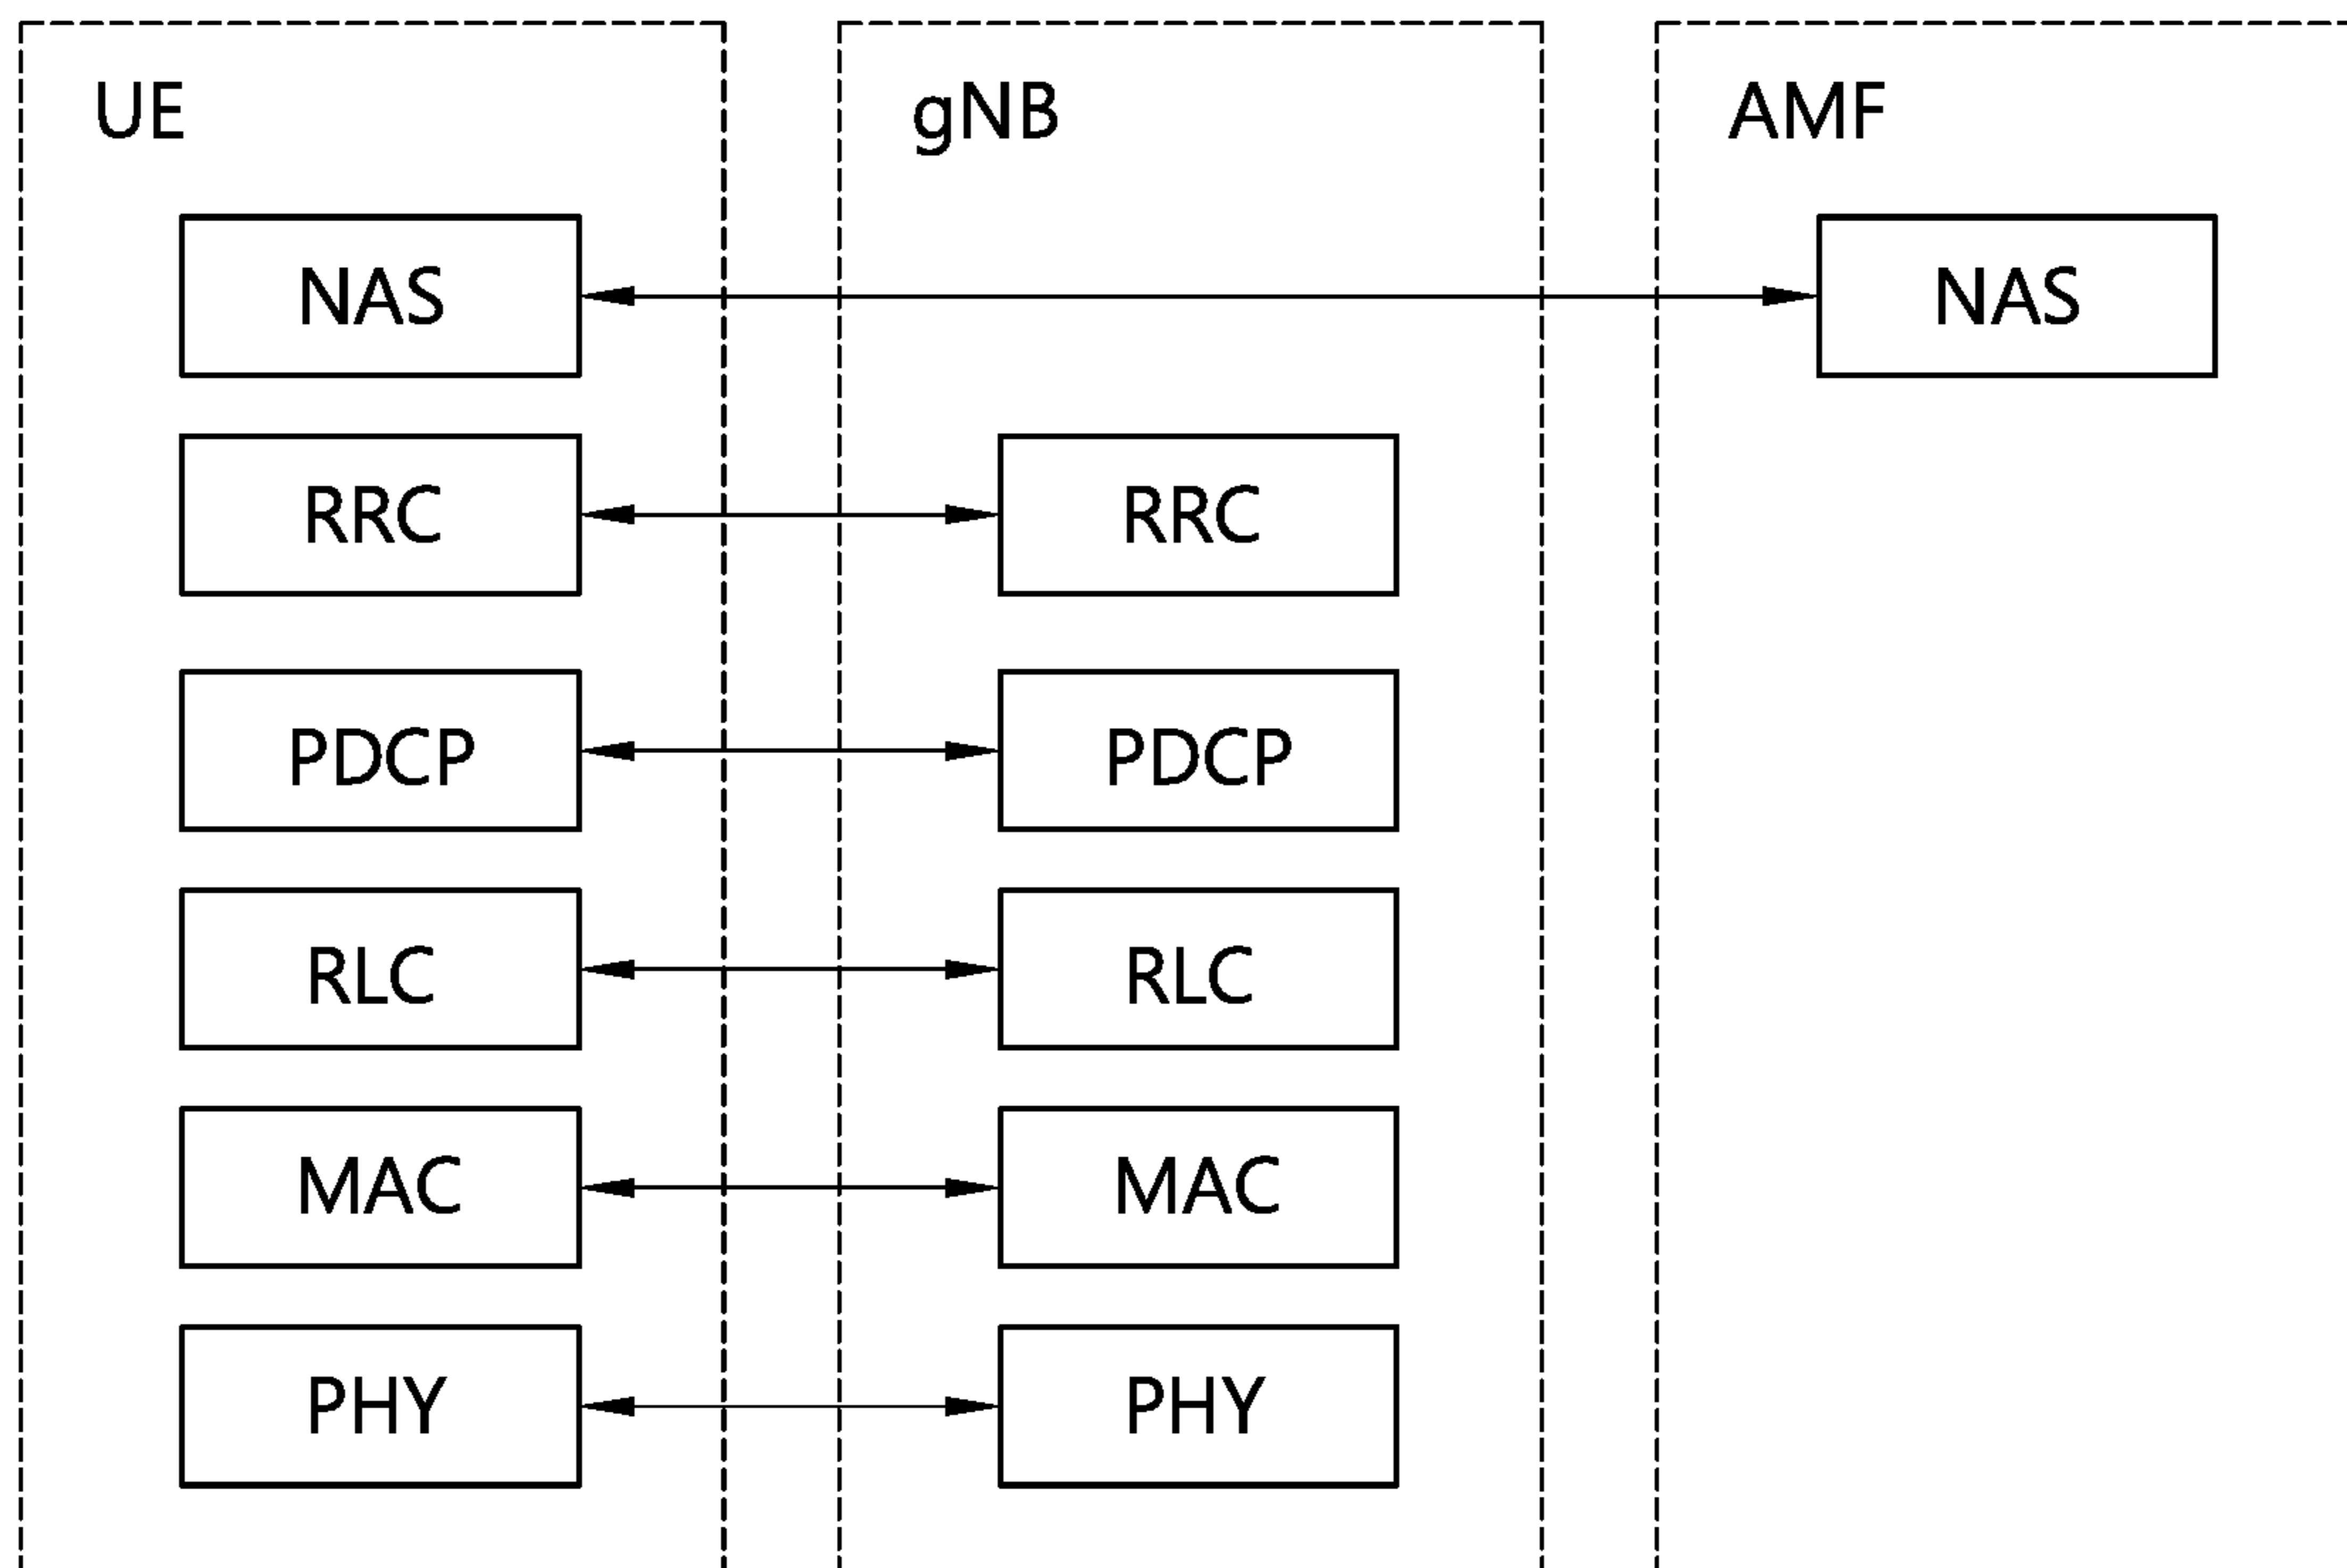 UE gNB AMF
NAS NAS
RRC RRC
PDCP PDCP
RLC RLC
MAC MAC
PHY PHY